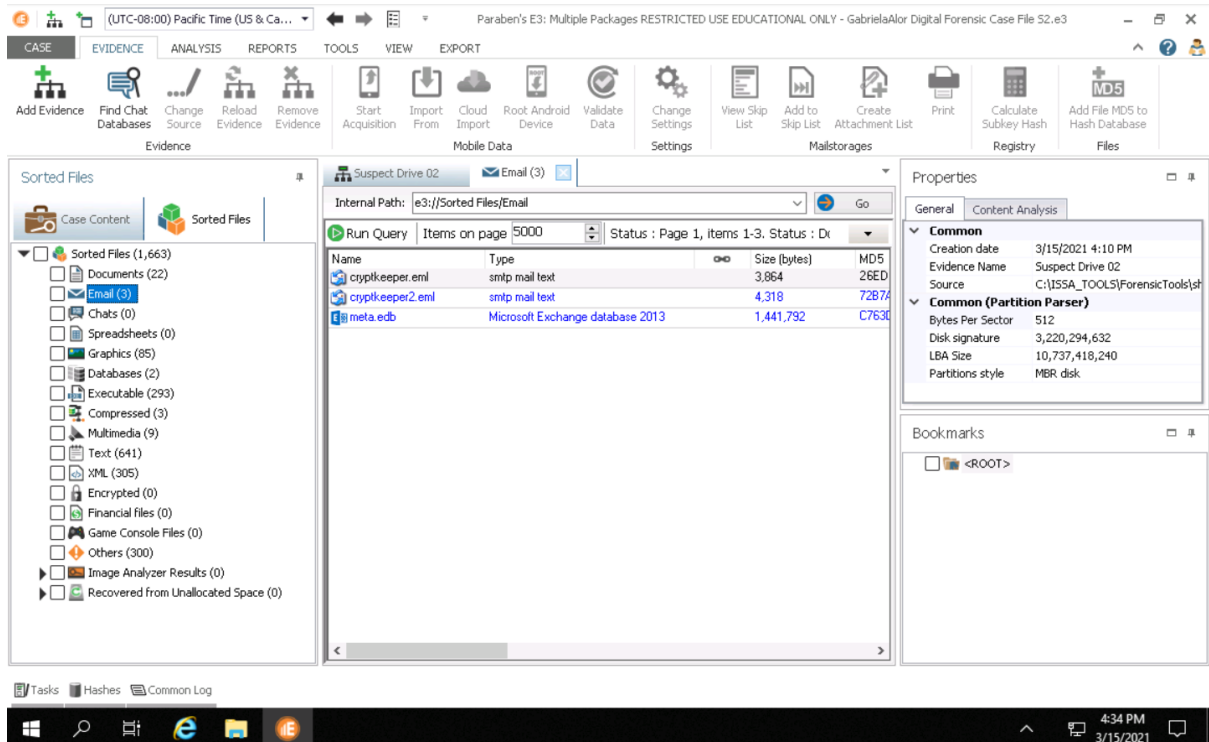 (UTC-08:00) Pacific Time (US & Ca...
Paraben's E3: Multiple Packages RESTRICTED USE EDUCATIONAL ONLY - GabrielaAlor Digital Forensic Case File S2.e3
CASE EVIDENCE ANALYSIS REPORTS TOOLS VIEW EXPORT
Add Evidence
Find Chat Databases
Change Source
Reload Evidence
Remove Evidence
Start Acquisition
Import From
Cloud Import
Root Android Device
Validate Data
Change Settings
View Skip List
Add to Skip List
Create Attachment List
Print
Calculate Subkey Hash
MD5
Add File MD5 to Hash Database
Evidence Mobile Data Settings Mailstorages Registry Files
Sorted Files
Case Content Sorted Files
Sorted Files (1,663)
Documents (22)
Email (3)
Chats (0)
Spreadsheets (0)
Graphics (85)
Databases (2)
Executable (293)
Compressed (3)
Multimedia (9)
Text (641)
XML (305)
Encrypted (0)
Financial files (0)
Game Console Files (0)
Others (300)
Image Analyzer Results (0)
Recovered from Unallocated Space (0)
Suspect Drive 02 Email (3)
Internal Path: e3://Sorted Files/Email Go
Run Query Items on page 5000 Status : Page 1, items 1-3. Status :
Name Type Size (bytes) MD5
cryptkeeper.eml smtp mail text 3,864 26ED
cryptkeeper2.eml smtp mail text 4,318 72B7
meta.edb Microsoft Exchange database 2013 1,441,792 C763
Properties
General Content Analysis
Common
Creation date 3/15/2021 4:10 PM
Evidence Name Suspect Drive 02
Source C:\ISSA_TOOLS\ForensicTools\sh
Common (Partition Parser)
Bytes Per Sector 512
Disk signature 3,220,294,632
LBA Size 10,737,418,240
Partitions style MBR disk
Bookmarks
<ROOT>
Tasks Hashes Common Log
4:34 PM
3/15/2021